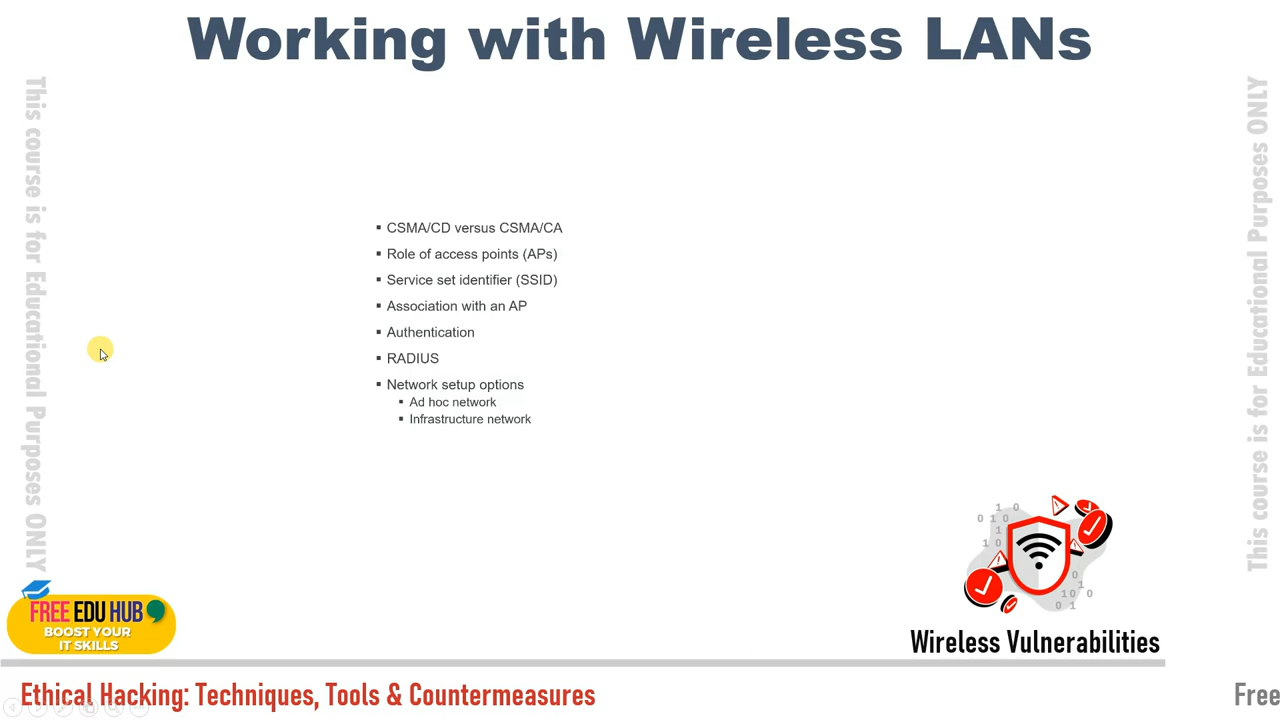 Working with Wireless LANs
This course is for Educational Purposes ONLY
▪ CSMA/CD versus CSMA/CA
▪ Role of access points (APs)
▪ Service set identifier (SSID)
▪ Association with an AP
▪ Authentication
▪ RADIUS
▪ Network setup options
▪ Ad hoc network
▪ Infrastructure network
This course is for Educational Purposes ONLY
1 0
0 1 0
1
1 0
0
1
1 0 0
0 1
FREE EDU HUB
BOOST YOUR
IT SKILLS
Wireless Vulnerabilities
Ethical Hacking: Techniques, Tools & Countermeasures
Free